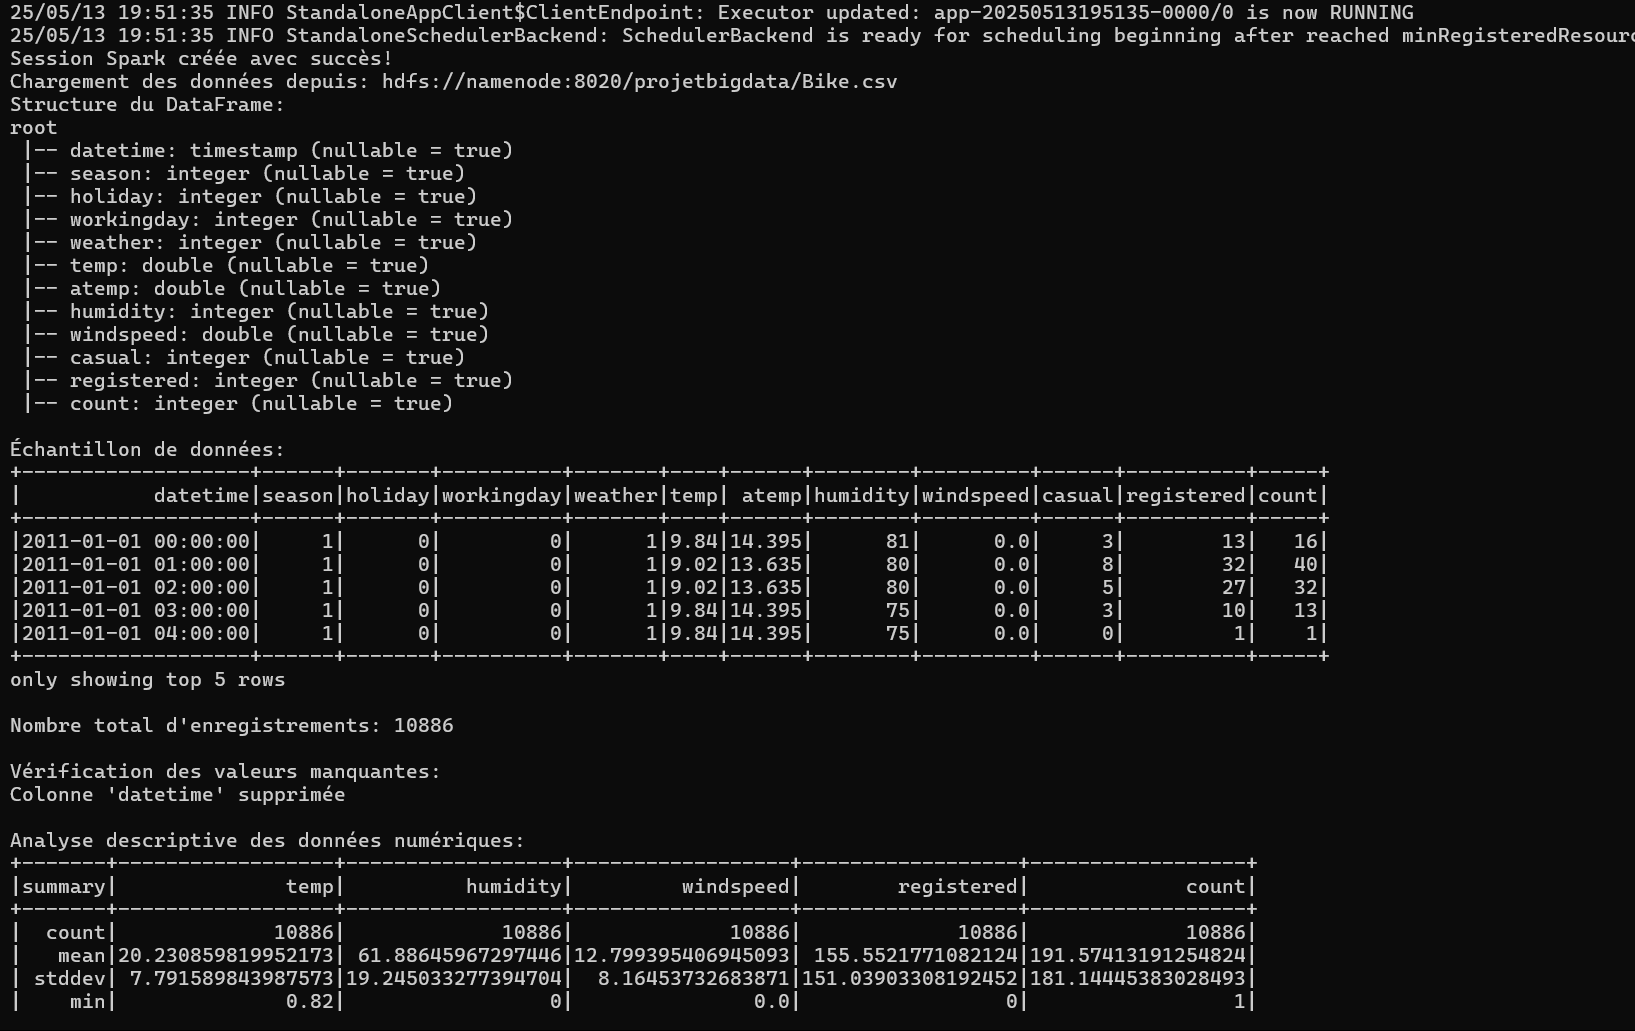 25/05/13 19:51:35 INFO StandaloneAppClient$ClientEndpoint: Executor updated: app-20250513195135-0000/0 is now RUNNING
25/05/13 19:51:35 INFO StandaloneSchedulerBackend: SchedulerBackend is ready for scheduling beginning after reached minRegisteredResourc
Session Spark créée avec succès!
Chargement des données depuis: hdfs://namenode:8020/projetbigdata/Bike.csv
Structure du DataFrame:
root
 |-- datetime: timestamp (nullable = true)
 |-- season: integer (nullable = true)
 |-- holiday: integer (nullable = true)
 |-- workingday: integer (nullable = true)
 |-- weather: integer (nullable = true)
 |-- temp: double (nullable = true)
 |-- atemp: double (nullable = true)
 |-- humidity: integer (nullable = true)
 |-- windspeed: double (nullable = true)
 |-- casual: integer (nullable = true)
 |-- registered: integer (nullable = true)
 |-- count: integer (nullable = true)

Échantillon de données:
+-------------------+------+-------+----------+-------+----+------+--------+---------+------+----------+-----+
|           datetime|season|holiday|workingday|weather|temp| atemp|humidity|windspeed|casual|registered|count|
+-------------------+------+-------+----------+-------+----+------+--------+---------+------+----------+-----+
|2011-01-01 00:00:00|     1|      0|         0|      1|9.84|14.395|      81|      0.0|     3|        13|   16|
|2011-01-01 01:00:00|     1|      0|         0|      1|9.02|13.635|      80|      0.0|     8|        32|   40|
|2011-01-01 02:00:00|     1|      0|         0|      1|9.02|13.635|      80|      0.0|     5|        27|   32|
|2011-01-01 03:00:00|     1|      0|         0|      1|9.84|14.395|      75|      0.0|     3|        10|   13|
|2011-01-01 04:00:00|     1|      0|         0|      1|9.84|14.395|      75|      0.0|     0|         1|    1|
+-------------------+------+-------+----------+-------+----+------+--------+---------+------+----------+-----+
only showing top 5 rows

Nombre total d'enregistrements: 10886

Vérification des valeurs manquantes:
Colonne 'datetime' supprimée

Analyse descriptive des données numériques:
+-------+------------------+------------------+------------------+------------------+------------------+
|summary|              temp|          humidity|         windspeed|        registered|             count|
+-------+------------------+------------------+------------------+------------------+------------------+
|  count|             10886|             10886|             10886|             10886|             10886|
|   mean|20.230859819952173| 61.88645967297446|12.799395406945093| 155.5521771082124|191.57413191254824|
| stddev| 7.791589843987573|19.245033277394704|  8.16453732683871|151.03903308192452|181.14445383028493|
|    min|              0.82|                 0|               0.0|                 0|                 1|